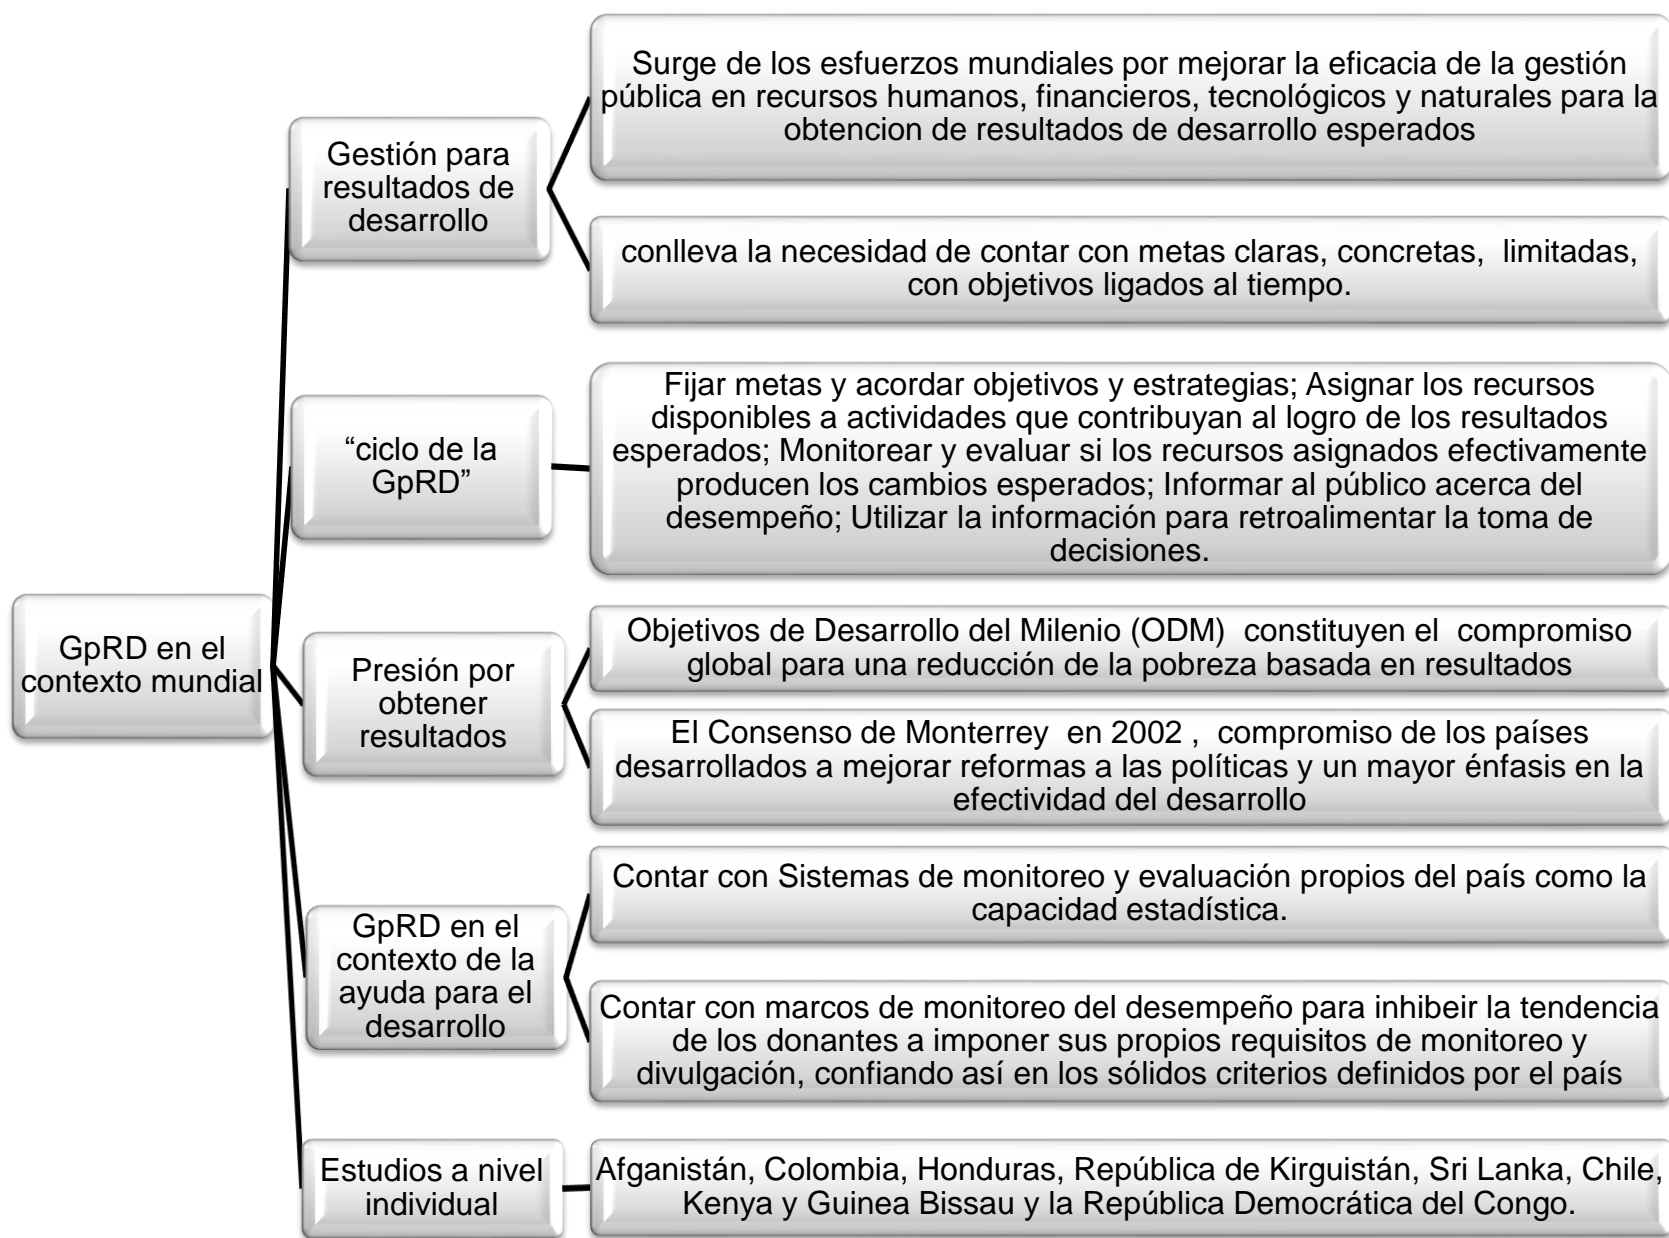 GpRD en el
contexto mundial
Gestión para
resultados de
desarrollo
Surge de los esfuerzos mundiales por mejorar la eficacia de la gestión
pública en recursos humanos, financieros, tecnológicos y naturales para la
obtencion de resultados de desarrollo esperados
conlleva la necesidad de contar con metas claras, concretas, limitadas,
con objetivos ligados al tiempo.
“ciclo de la
GpRD”
Fijar metas y acordar objetivos y estrategias; Asignar los recursos
disponibles a actividades que contribuyan al logro de los resultados
esperados; Monitorear y evaluar si los recursos asignados efectivamente
producen los cambios esperados; Informar al público acerca del
desempeño; Utilizar la información para retroalimentar la toma de
decisiones.
Presión por
obtener
resultados
Objetivos de Desarrollo del Milenio (ODM) constituyen el compromiso
global para una reducción de la pobreza basada en resultados
El Consenso de Monterrey en 2002 , compromiso de los países
desarrollados a mejorar reformas a las políticas y un mayor énfasis en la
efectividad del desarrollo
GpRD en el
contexto de la
ayuda para el
desarrollo
Contar con Sistemas de monitoreo y evaluación propios del país como la
capacidad estadística.
Contar con marcos de monitoreo del desempeño para inhibeir la tendencia
de los donantes a imponer sus propios requisitos de monitoreo y
divulgación, confiando así en los sólidos criterios definidos por el país
Estudios a nivel
individual
Afganistán, Colombia, Honduras, República de Kirguistán, Sri Lanka, Chile,
Kenya y Guinea Bissau y la República Democrática del Congo.